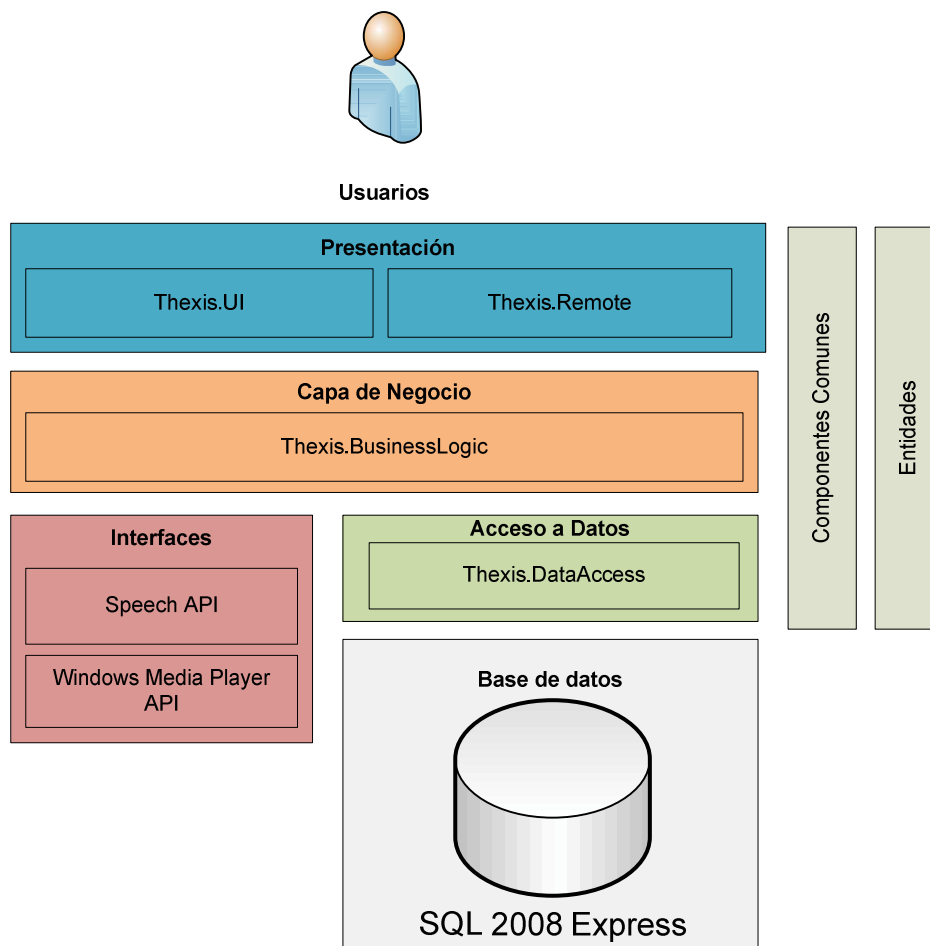 Usuarios
Presentación
Thexis.UI
Thexis.Remote
Capa de Negocio
Thexis.BusinessLogic
Interfaces
Speech API
Windows Media Player
API
Acceso a Datos
Thexis.DataAccess
Base de datos
SQL 2008 Express
Componentes Comunes
Entidades